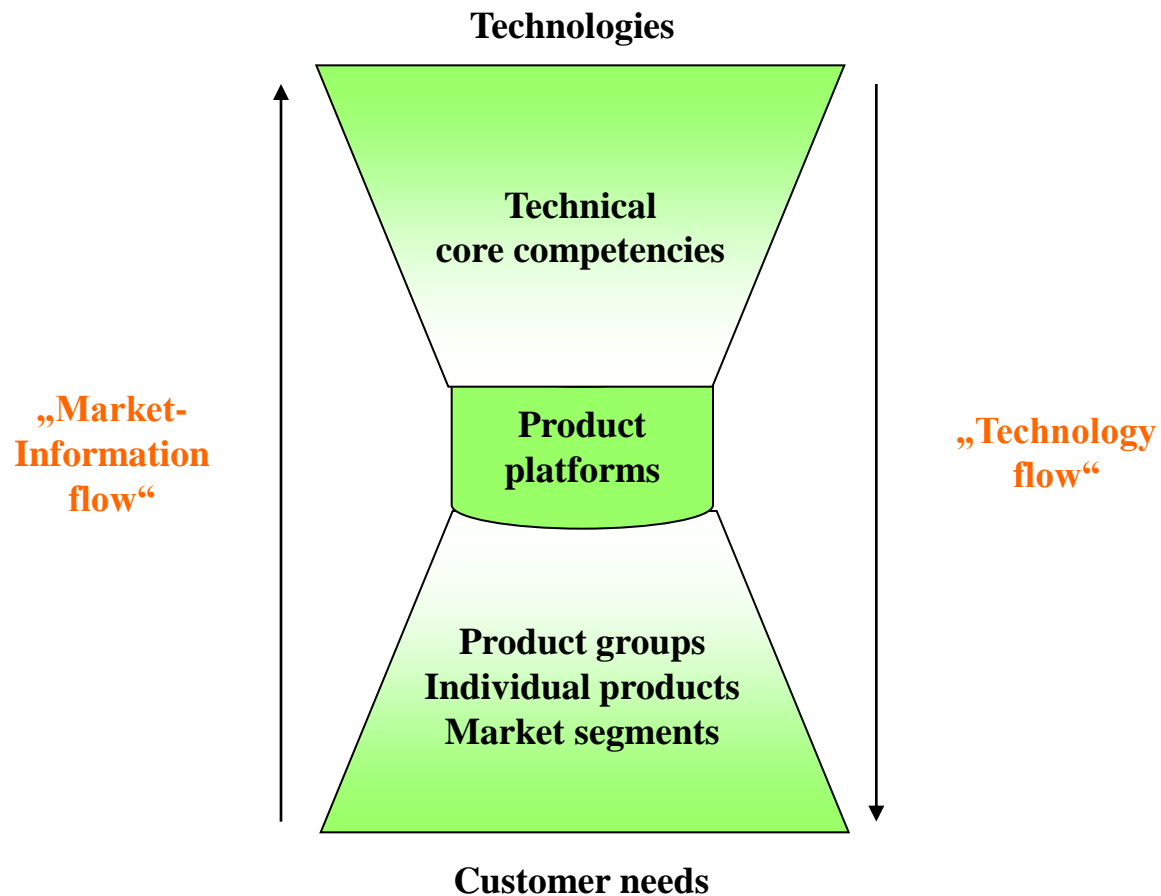 Technologies
Technical
core competencies
„Market-
Information
flow“
Product
platforms
„Technology
flow“
Product groups
Individual products
Market segments
Customer needs